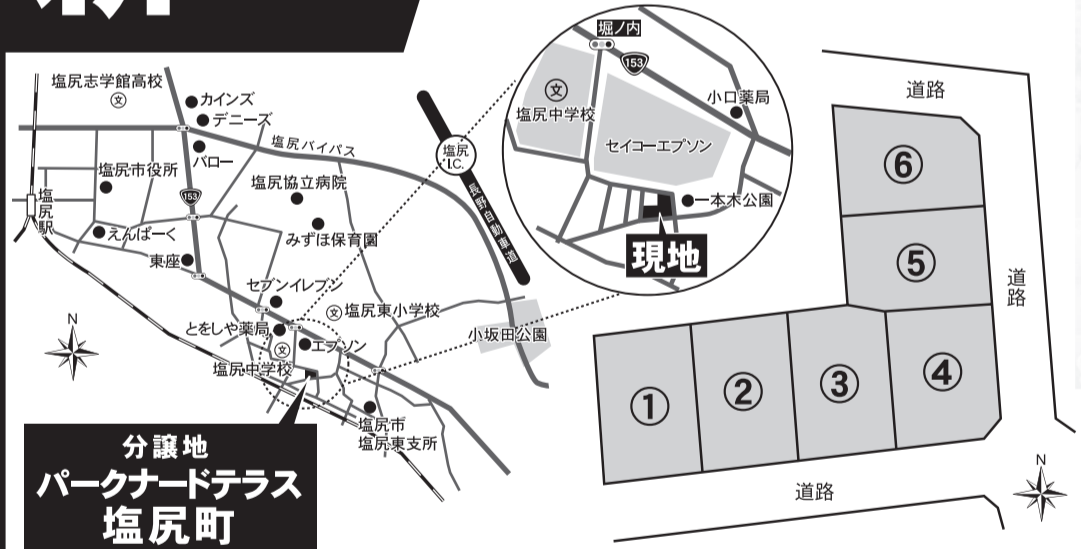 塩尻志学館高校
文
カインズ
デニーズ
バロー
塩尻バイパス
塩尻
I.C.
長野自動車道
塩尻市役所
153
塩尻協立病院
塩尻駅
えんぱーく
みずほ保育園
東座
セブンイレブン
文
塩尻東小学校
とをしや薬局
文
エプソン
塩尻中学校
小坂田公園
塩尻市
塩尻東支所
N
分譲地
パークナードテラス
塩尻町
堀ノ内
153
文
塩尻中学校
小口薬局
セイコーエプソン
一本木公園
現地
道路
⑥
⑤
道路
①
②
③
④
道路
N